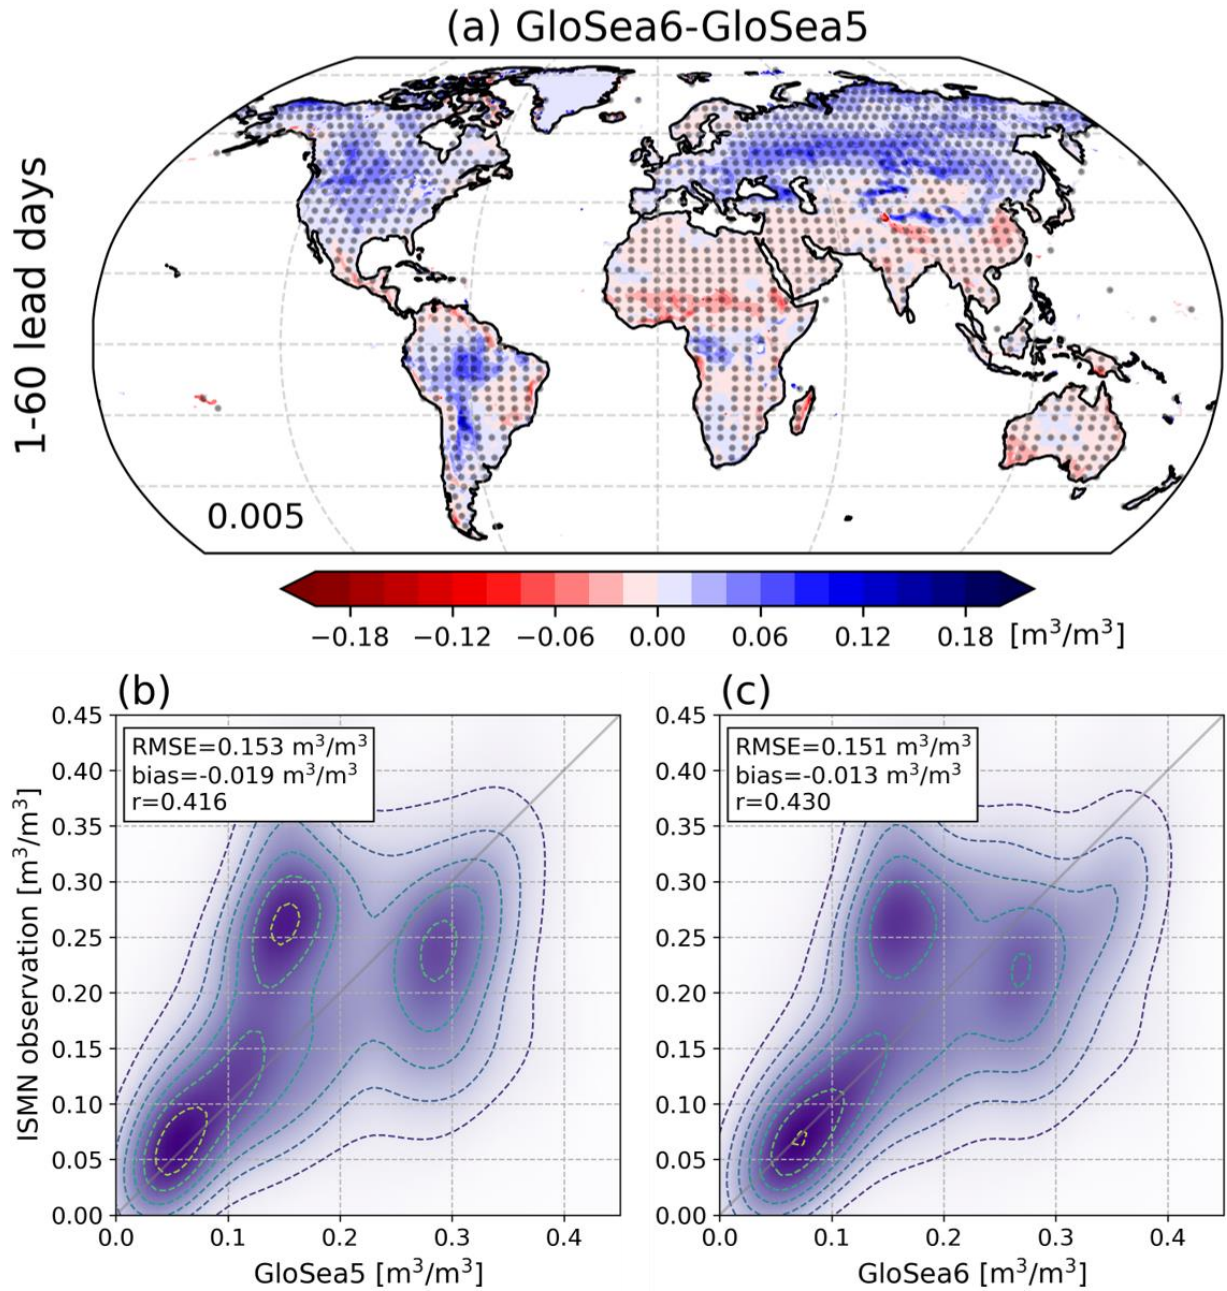 (a) GloSea6-GloSea5
1-60 lead days
0.005
−0.18 −0.12 −0.06 0.00 0.06 0.12 0.18 [m³/m³]
(b)
RMSE=0.153 m³/m³
bias=-0.019 m³/m³
r=0.416
0.45
0.40
0.35
0.30
0.25
0.20
0.15
0.10
0.05
0.00
ISMN observation [m³/m³]
0.0 0.1 0.2 0.3 0.4
GloSea5 [m³/m³]
(c)
RMSE=0.151 m³/m³
bias=-0.013 m³/m³
r=0.430
0.45
0.40
0.35
0.30
0.25
0.20
0.15
0.10
0.05
0.00
0.0 0.1 0.2 0.3 0.4
GloSea6 [m³/m³]